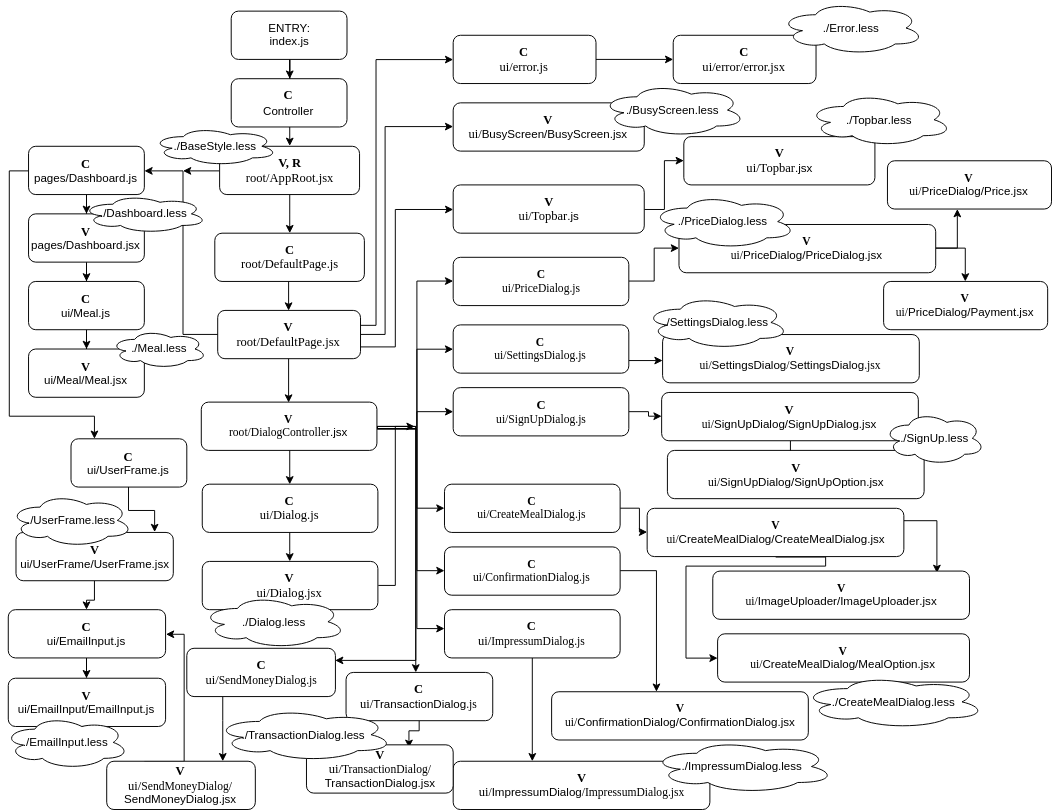 ENTRY:
index.js
C
Controller
./BaseStyle.less
V, R
root/AppRoot.jsx
C
root/DefaultPage.js
V
root/DefaultPage.jsx
V
root/DialogController.jsx
C
ui/Dialog.js
V
ui/Dialog.jsx
./Dialog.less
C
pages/Dashboard.js
./Dashboard.less
V
pages/Dashboard.jsx
C
ui/Meal.js
./Meal.less
V
ui/Meal/Meal.jsx
C
ui/UserFrame.js
./UserFrame.less
V
ui/UserFrame/UserFrame.jsx
C
ui/EmailInput.js
V
ui/EmailInput/EmailInput.js
./EmailInput.less
C
ui/SendMoneyDialog.js
V
ui/SendMoneyDialog/
SendMoneyDialog.jsx
C
ui/TransactionDialog.js
./TransactionDialog.less
V
ui/TransactionDialog/
TransactionDialog.jsx
C
ui/error.js
./Error.less
C
ui/error/error.jsx
./BusyScreen.less
V
ui/BusyScreen/BusyScreen.jsx
V
ui/Topbar.js
./Topbar.less
V
ui/Topbar.jsx
C
ui/PriceDialog.js
./PriceDialog.less
V
ui/PriceDialog/PriceDialog.jsx
V
ui/PriceDialog/Price.jsx
V
ui/PriceDialog/Payment.jsx
C
ui/SettingsDialog.js
./SettingsDialog.less
V
ui/SettingsDialog/SettingsDialog.jsx
C
ui/SignUpDialog.js
V
ui/SignUpDialog/SignUpDialog.jsx
./SignUp.less
V
ui/SignUpDialog/SignUpOption.jsx
C
ui/CreateMealDialog.js
V
ui/CreateMealDialog/CreateMealDialog.jsx
V
ui/ImageUploader/ImageUploader.jsx
V
ui/CreateMealDialog/MealOption.jsx
./CreateMealDialog.less
C
ui/ConfirmationDialog.js
V
ui/ConfirmationDialog/ConfirmationDialog.jsx
C
ui/ImpressumDialog.js
./ImpressumDialog.less
V
ui/ImpressumDialog/ImpressumDialog.jsx